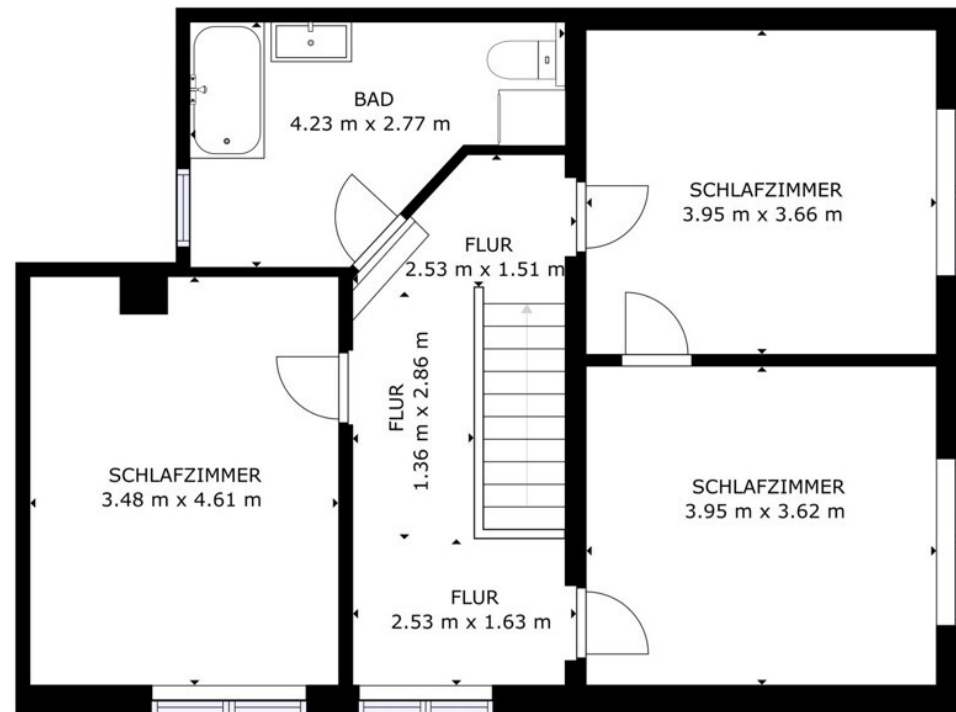 BAD
4.23 m x 2.77 m
SCHLAFZIMMER
3.95 m x 3.66 m
FLUR
2.53 m x 1.51 m
FLUR
1.36 m x 2.86 m
SCHLAFZIMMER
3.48 m x 4.61 m
SCHLAFZIMMER
3.95 m x 3.62 m
FLUR
2.53 m x 1.63 m